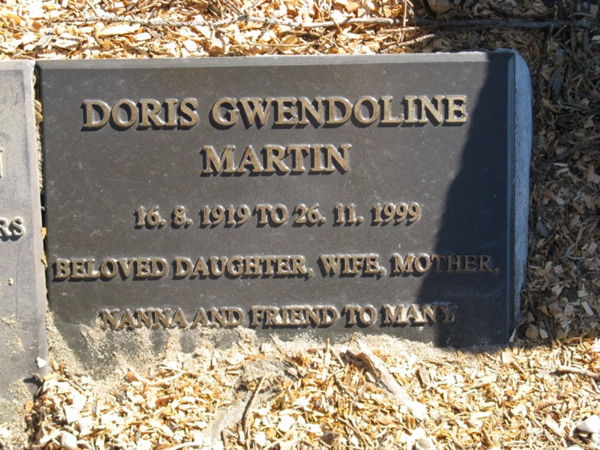 DORIS GWENDOLINE
MARTIN
16. 8. 1919 TO 26. 11. 1999
BELOVED DAUGHTER, WIFE, MOTHER,
NANNA AND FRIEND TO MANY.